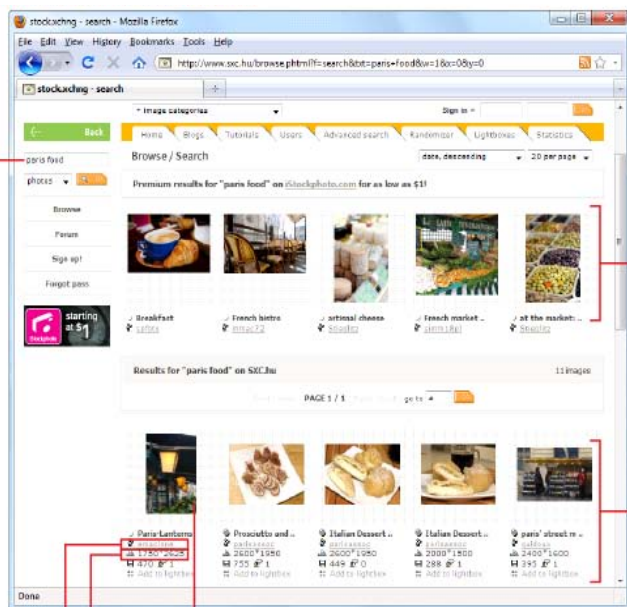 stock.xchng - search - Mozilla Firefox
File Edit View History Bookmarks Tools Help
http://www.sxc.hu/browse.phtml?f=search&txt=paris+food&w=1&x=0&y=0
stock.xchng - search
Image categories
Sign in
Back
Home Blogs Tutorials Users Advanced search Randomizer Lightboxes Statistics
paris food
Browse / Search
date, descending 20 per page
photos
Premium results for "paris food" on iStockphoto.com for as low as $1!
Browse
Forum
Sign up!
Forgot pass
starting at $1
Breakfast French bistro artisnal cheese French market .. at the market: ..
Results for "paris food" on SXC.hu 11 images
PAGE 1 / 1 go to
Paris-Lanterns Prosciutto and .. Italian Dessert .. Italian Dessert .. paris' street m ..
1750*2625 2600*1950 2600*1950 2000*1500 2400*1600
470 1 755 1 449 0 288 1 395 1
Add to lightbox Add to lightbox Add to lightbox Add to lightbox Add to lightbox
Done